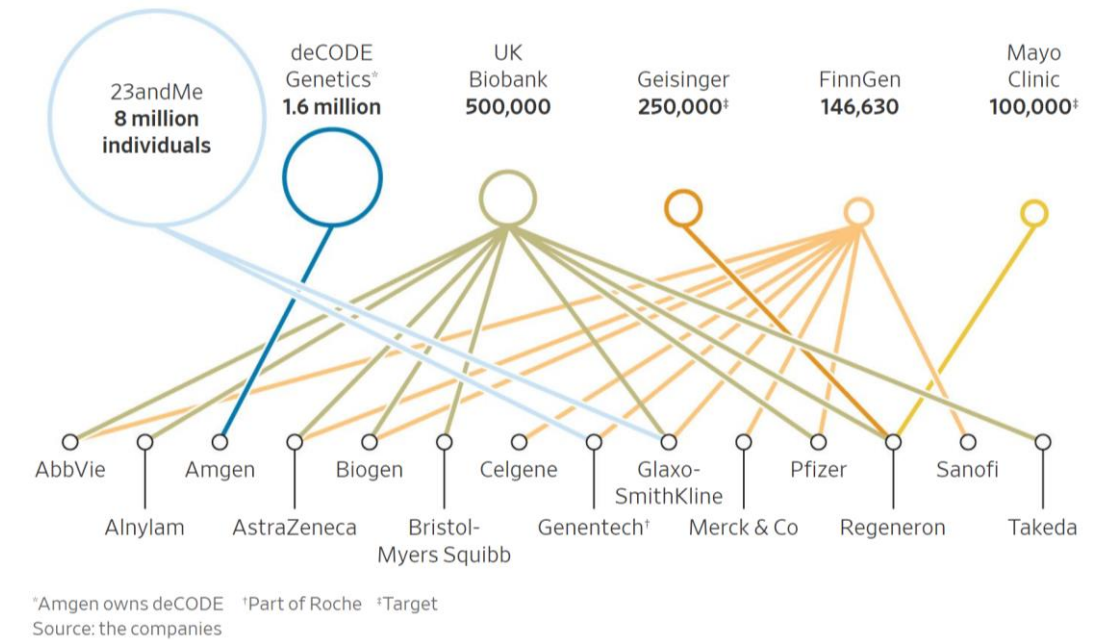 23andMe
8 million
individuals
deCODE
Genetics*
1.6 million
UK
Biobank
500,000
Geisinger
250,000‡
FinnGen
146,630
Mayo
Clinic
100,000‡
AbbVie
Alnylam
Amgen
AstraZeneca
Biogen
Bristol-
Myers Squibb
Celgene
Genentech†
Glaxo-
SmithKline
Merck & Co
Pfizer
Regeneron
Sanofi
Takeda
*Amgen owns deCODE †Part of Roche ‡Target
Source: the companies